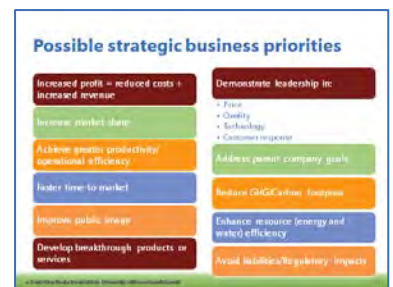 Possible strategic business priorities
Increased profit = reduced costs +
increased revenue
Increase market share
Achieve greater productivity/
operational efficiency
Faster time-to market
Improve public image
Develop breakthrough products or
services
Demonstrate leadership in:
• Price
• Quality
• Technology
• Customer response
Address parent company goals
Reduce GHG/Carbon footprint
Enhance resource (energy and
water) efficiency
Avoid liabilities/Regulatory impacts